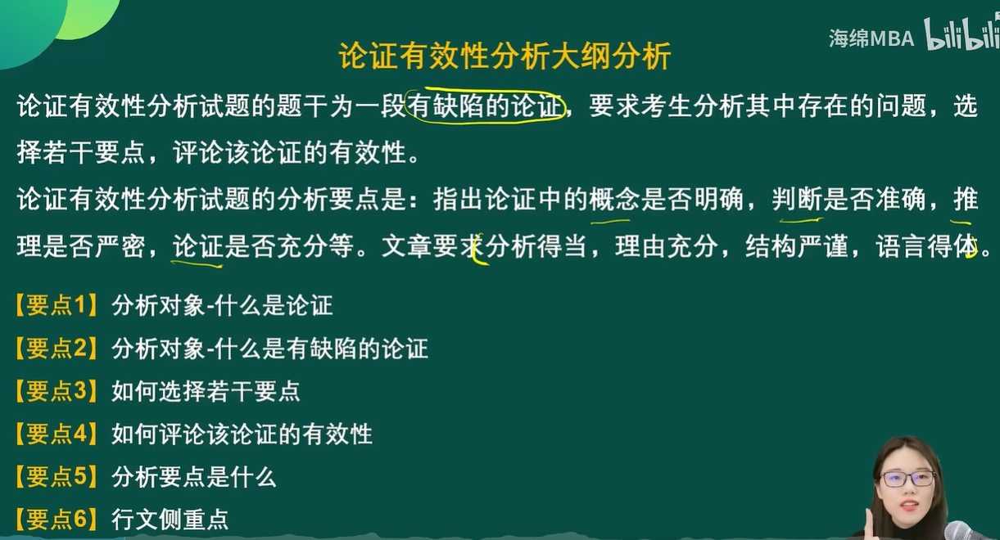 海绵MBA bilibili
论证有效性分析大纲分析
论证有效性分析试题的题干为一段有缺陷的论证，要求考生分析其中存在的问题，选
择若干要点，评论该论证的有效性。
论证有效性分析试题的分析要点是：指出论证中的概念是否明确，判断是否准确，推
理是否严密，论证是否充分等。文章要求分析得当，理由充分，结构严谨，语言得体。
【要点1】分析对象-什么是论证
【要点2】分析对象-什么是有缺陷的论证
【要点3】如何选择若干要点
【要点4】如何评论该论证的有效性
【要点5】分析要点是什么
【要点6】行文侧重点